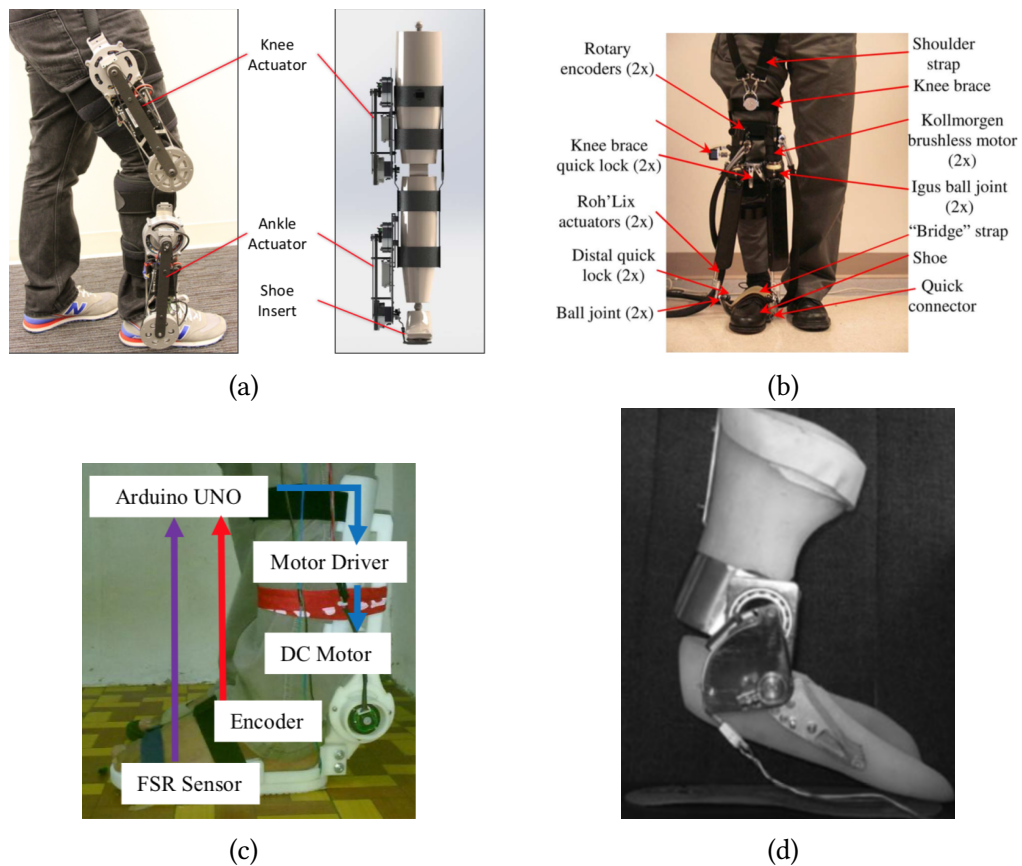 Knee
Actuator
Ankle
Actuator
Shoe
Insert
(a)
Rotary
encoders (2x)
Knee brace
quick lock (2x)
Roh'Lix
actuators (2x)
Distal quick
lock (2x)
Ball joint (2x)
Shoulder
strap
Knee brace
Kollmorgen
brushless motor
(2x)
Igus ball joint
(2x)
“Bridge” strap
Shoe
Quick
connector
(b)
Arduino UNO
Motor Driver
DC Motor
Encoder
FSR Sensor
(c)
(d)